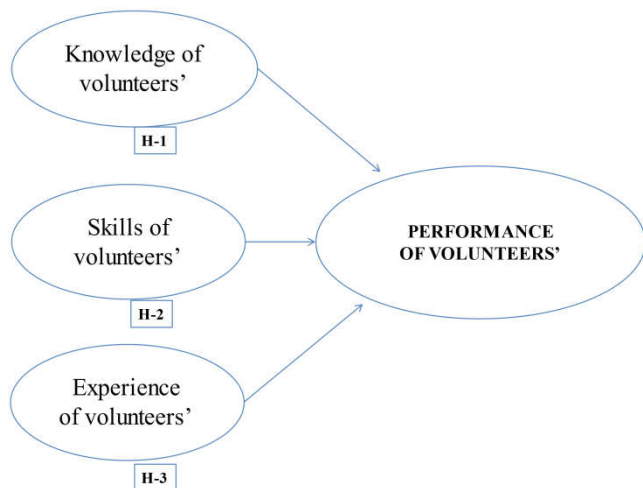 Knowledge of
volunteers’
H-1
Skills of
volunteers’
H-2
Experience
of volunteers’
H-3
PERFORMANCE
OF VOLUNTEERS’